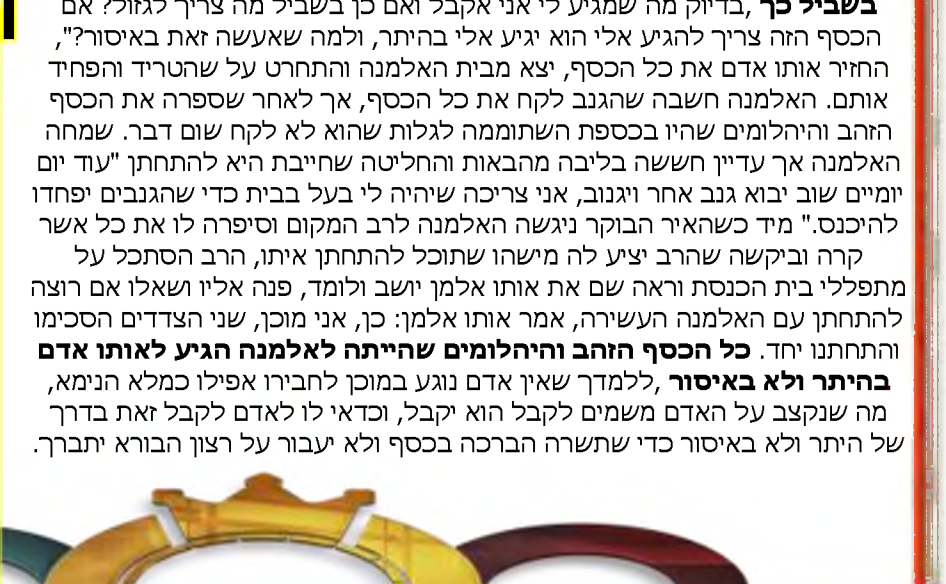 בשביל כך ,בדיוק מה שמגיע לי אני אקבל ואם כן בשביל מה צריך לגזול? אם
הכסף הזה צריך להגיע אלי הוא יגיע אלי בהיתר, ולמה שאעשה זאת באיסור?",
החזיר אותו אדם את כל הכסף, יצא מבית האלמנה והתחרט על שהטריד והפחיד
אותם. האלמנה חשבה שהגנב לקח את כל הכסף, אך לאחר שספרה את הכסף
הזהב והיהלומים שהיו בכספת השתוממה לגלות שהוא לא לקח שום דבר. שמחה
האלמנה אך עדיין חששה בליבה מהבאות והחליטה שחייבת היא להתחתן "עוד יום
יומיים שוב יבוא גנב אחר ויגנוב, אני צריכה שיהיה לי בעל בבית כדי שהגנבים יפחדו
להיכנס." מיד כשהאיר הבוקר ניגשה האלמנה לרב המקום וסיפרה לו את כל אשר
קרה וביקשה שהרב יציע לה מישהו שתוכל להתחתן איתו, הרב הסתכל על
מתפללי בית הכנסת וראה שם את אותו אלמן יושב ולומד, פנה אליו ושאלו אם רוצה
להתחתן עם האלמנה העשירה, אמר אותו אלמן: כן, אני מוכן, שני הצדדים הסכימו
והתחתנו יחד. כל הכסף הזהב והיהלומים שהייתה לאלמנה הגיע לאותו אדם
בהיתר ולא באיסור ,ללמדך שאין אדם נוגע במוכן לחבירו אפילו כמלא הנימא,
מה שנקצב על האדם משמים לקבל הוא יקבל, וכדאי לו לאדם לקבל זאת בדרך
של היתר ולא באיסור כדי שתשרה הברכה בכסף ולא יעבור על רצון הבורא יתברך.